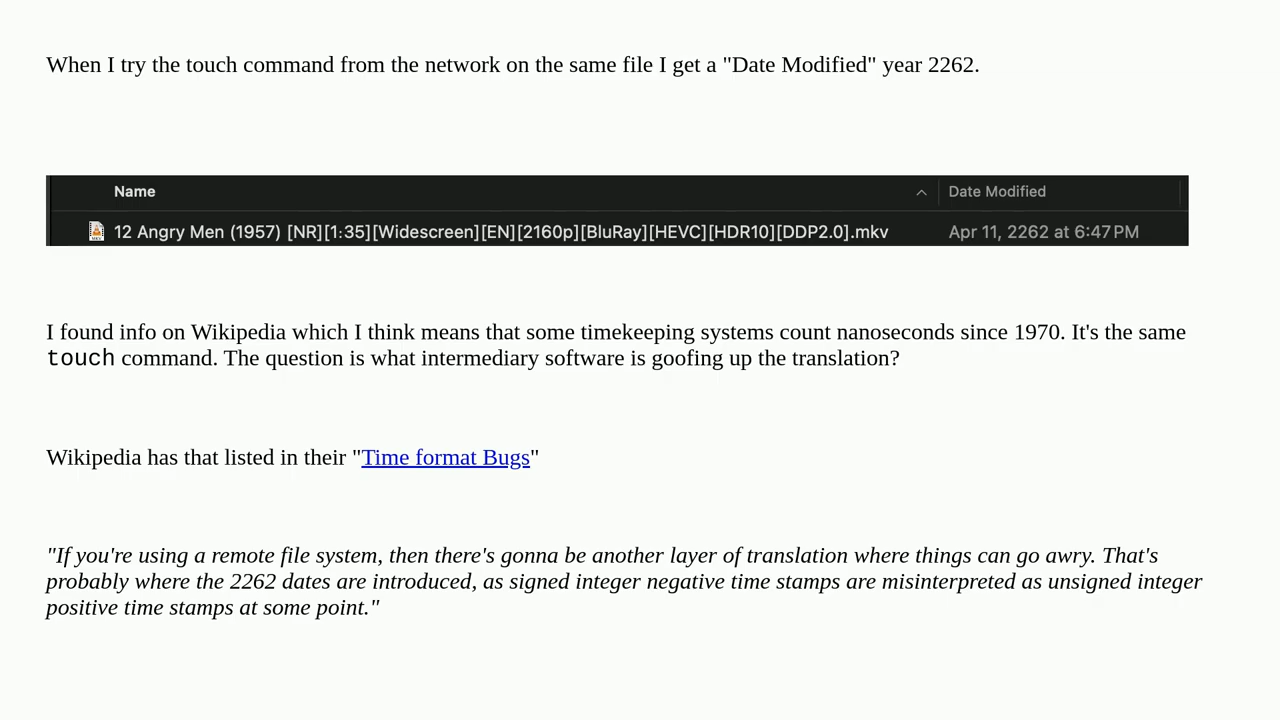 When I try the touch command from the network on the same file I get a "Date Modified" year 2262.
Name Date Modified
12 Angry Men (1957) [NR][1:35][Widescreen][EN][2160p][BluRay][HEVC][HDR10][DDP2.0].mkv Apr 11, 2262 at 6:47 PM
I found info on Wikipedia which I think means that some timekeeping systems count nanoseconds since 1970. It's the same
touch command. The question is what intermediary software is goofing up the translation?
Wikipedia has that listed in their "Time format Bugs"
"If you're using a remote file system, then there's gonna be another layer of translation where things can go awry. That's
probably where the 2262 dates are introduced, as signed integer negative time stamps are misinterpreted as unsigned integer
positive time stamps at some point."